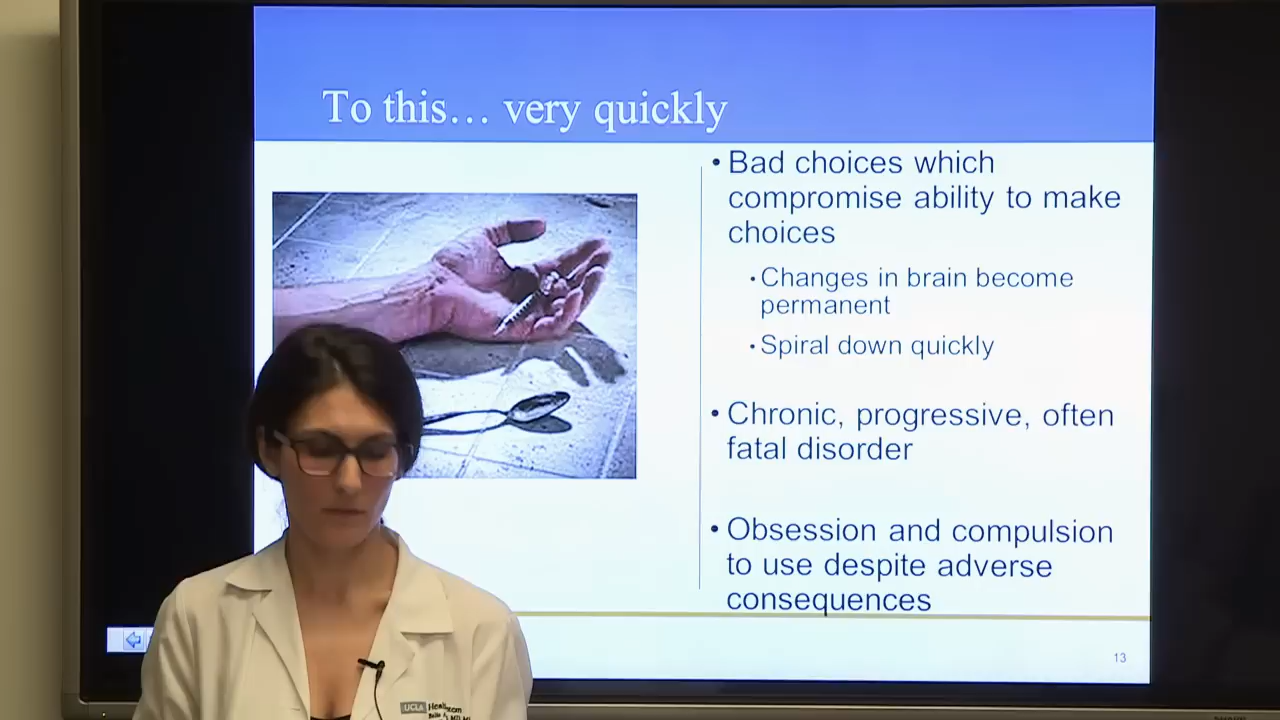 To this... very quickly
• Bad choices which
compromise ability to make
choices
• Changes in brain become
permanent
• Spiral down quickly
• Chronic, progressive, often
fatal disorder
• Obsession and compulsion
to use despite adverse
consequences
13
UCLA